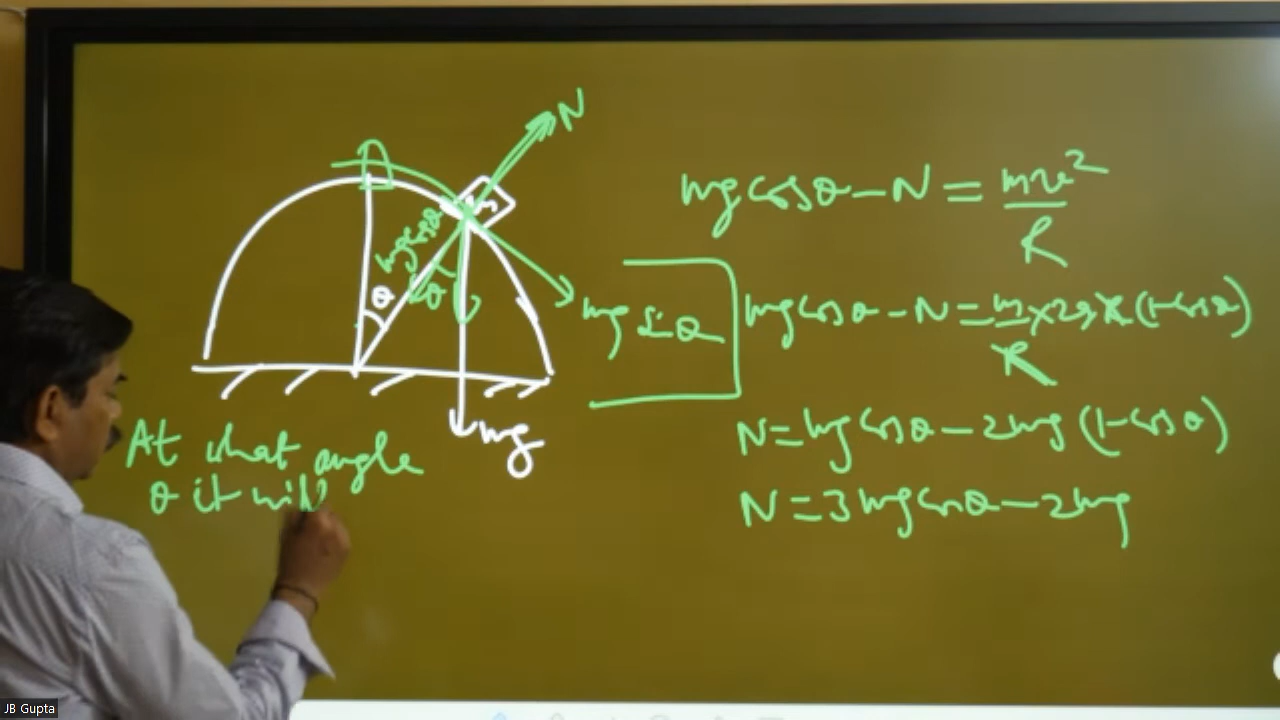 N
m
mg cosθ
θ
θ
mg sinθ
mg
mg cosθ - N = mv²/R
mg cosθ - N = m/R × 2gR (1-cosθ)
N = mg cosθ - 2mg (1-cosθ)
N = 3mg cosθ - 2mg
At what angle
θ it will
JB Gupta